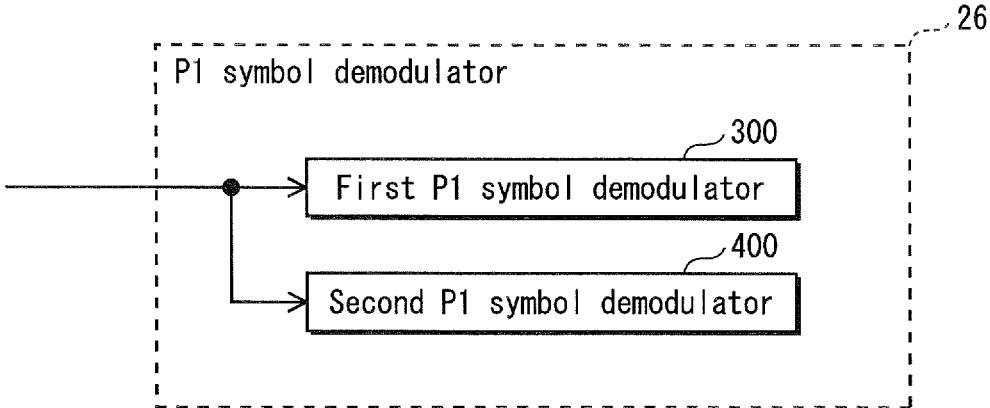 26
P1 symbol demodulator
300
First P1 symbol demodulator
400
Second P1 symbol demodulator